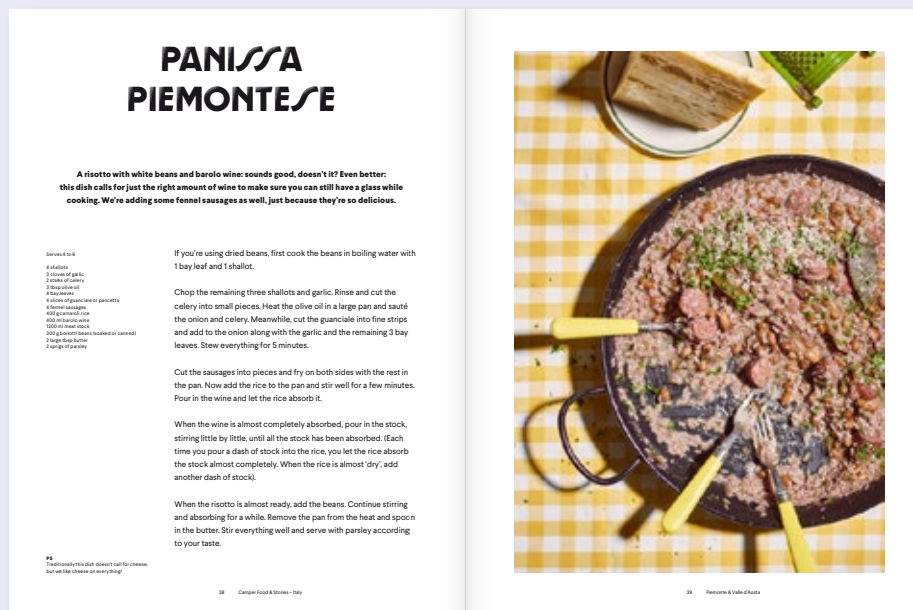 PANISSA
PIEMONTESE
A risotto with white beans and barolo wine: sounds good, doesn't it? Even better:
this dish calls for just the right amount of wine to make sure you can still have a glass while
cooking. We're adding some fennel sausages as well, just because they're so delicious.
Serves 4 to 6
4 shallots
3 cloves of garlic
2 stalks of celery
3 tbsp olive oil
4 bay leaves
4 slices of guanciale or pancetta
4 fennel sausages
400 g carnaroli rice
400 ml barolo wine
1200 ml meat stock
300 g borlotti beans (soaked or canned)
2 large tbsp butter
2 sprigs of parsley
If you're using dried beans, first cook the beans in boiling water with
1 bay leaf and 1 shallot.
Chop the remaining three shallots and garlic. Rinse and cut the
celery into small pieces. Heat the olive oil in a large pan and sauté
the onion and celery. Meanwhile, cut the guanciale into fine strips
and add to the onion along with the garlic and the remaining 3 bay
leaves. Stew everything for 5 minutes.
Cut the sausages into pieces and fry on both sides with the rest in
the pan. Now add the rice to the pan and stir well for a few minutes.
Pour in the wine and let the rice absorb it.
When the wine is almost completely absorbed, pour in the stock,
stirring little by little, until all the stock has been absorbed. (Each
time you pour a dash of stock into the rice, you let the rice absorb
the stock almost completely. When the rice is almost 'dry', add
another dash of stock).
When the risotto is almost ready, add the beans. Continue stirring
and absorbing for a while. Remove the pan from the heat and spoon
in the butter. Stir everything well and serve with parsley according
to your taste.
PS
Traditionally this dish doesn't call for cheese,
but we like cheese on everything!
38 Camper Food & Stories – Italy
39 Piemonte & Valle d'Aosta